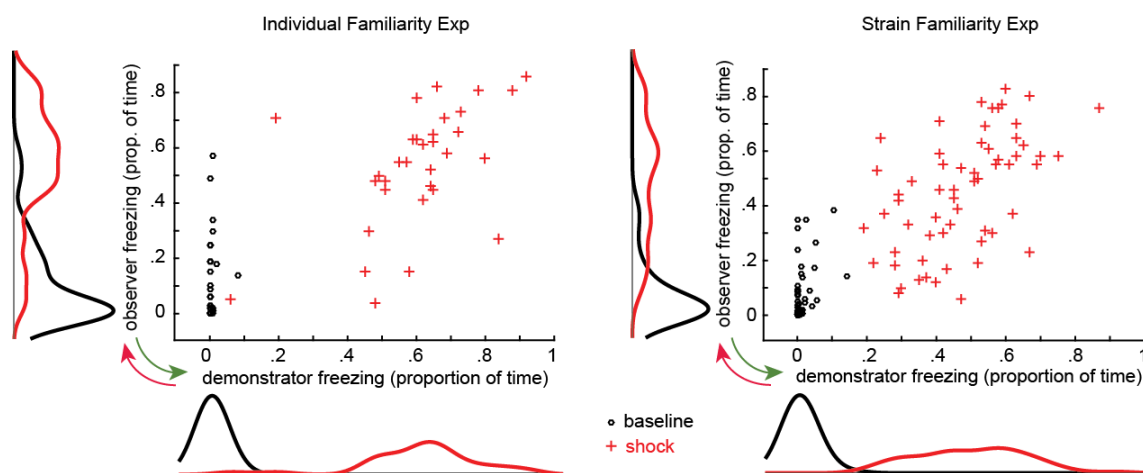 Individual Familiarity Exp
Strain Familiarity Exp
observer freezing (prop. of time)
.8
.6
.4
.2
0
0
.2
.4
.6
.8
1
demonstrator freezing (proportion of time)
observer freezing (prop. of time)
.8
.6
.4
.2
0
0
.2
.4
.6
.8
1
demonstrator freezing (proportion of time)
baseline
shock